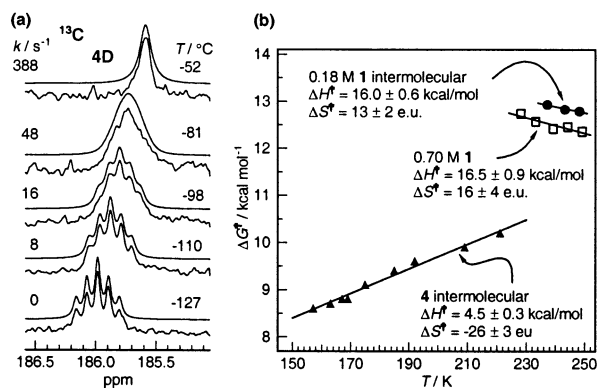 (a)
¹³C
k / s⁻¹ 4D T / °C
388 -52
48 -81
16 -98
8 -110
0 -127
186.5 186.0 185.5
ppm
(b)
ΔG‡/ kcal mol⁻¹
14
13
12
11
10
9
8
0.18 M 1 intermolecular
ΔH‡ = 16.0 ± 0.6 kcal/mol
ΔS‡ = 13 ± 2 e.u.
0.70 M 1
ΔH‡ = 16.5 ± 0.9 kcal/mol
ΔS‡ = 16 ± 4 e.u.
4 intermolecular
ΔH‡ = 4.5 ± 0.3 kcal/mol
ΔS‡ = -26 ± 3 eu
150 170 190 210 230 250
T / K